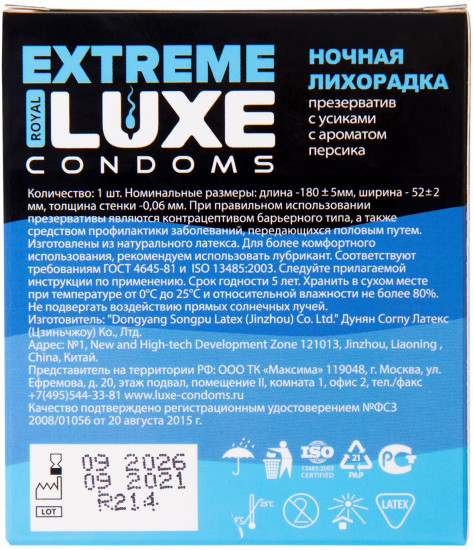 EXTREME
ROYAL
LUXE
CONDOMS
НОЧНАЯ
ЛИХОРАДКА
презерватив
с усиками
с ароматом
персика
Количество: 1 шт. Номинальные размеры: длина -180 ± 5мм, ширина - 52±2
мм, толщина стенки -0,06 мм. При правильном использовании
презервативы являются контрацептивом барьерного типа, а также
средством профилактики заболеваний, передающихся половым путем.
Изготовлены из натурального латекса. Для более комфортного
использования, рекомендуем использовать лубрикант. Соответствуют
требованиям ГОСТ 4645-81 и ISO 13485:2003. Следуйте прилагаемой
инструкции по применению. Срок годности 5 лет. Хранить в сухом месте
при температуре от 0°С до 25°С и относительной влажности не более 80%.
Не подвергать воздействию прямых солнечных лучей.
Изготовитель: "Dongyang Songpu Latex (Jinzhou) Co. Ltd." Дунян Согпу Латекс
(Цзиньчжоу) Ко., Лтд.
Адрес: №1, New and High-tech Development Zone 121013, Jinzhou, Liaoning ,
China, Китай.
Представитель на территории РФ: ООО ТК «Максима» 119048, г. Москва, ул.
Ефремова, д. 20, этаж подвал, помещение II, комната 1, офис 2, тел./факс
+7(495)544-33-81 www.luxe-condoms.ru
Качество подтверждено регистрационным удостоверением №ФСЗ
2008/01056 от 20 августа 2015 г.
09 2026
09 2021
LOT R214
ISO
13485:2003
CERTIFIED
21
PAP
0°C 25°C
2
LATEX